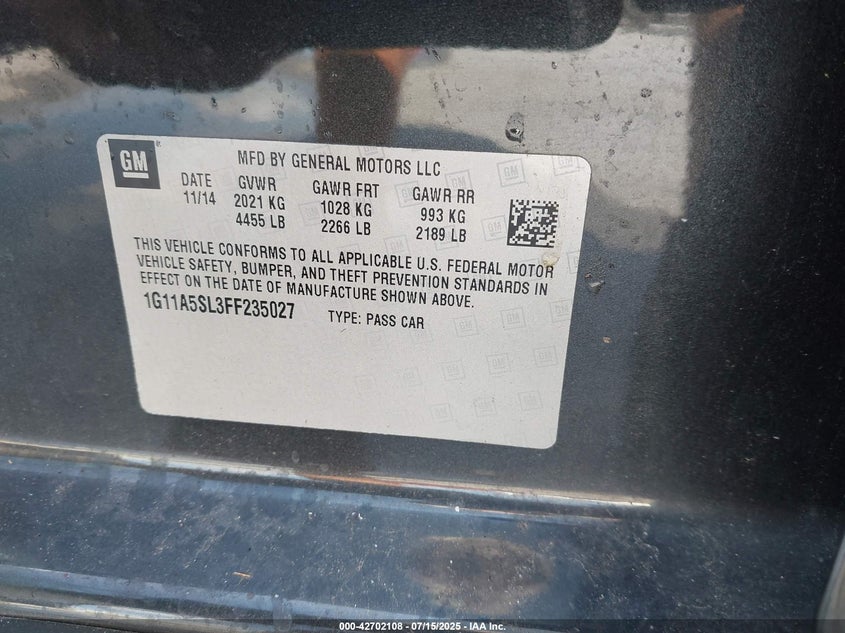 GM
MFD BY GENERAL MOTORS LLC
DATE GVWR GAWR FRT GAWR RR
11/14 2021 KG 1028 KG 993 KG
4455 LB 2266 LB 2189 LB
THIS VEHICLE CONFORMS TO ALL APPLICABLE U.S. FEDERAL MOTOR
VEHICLE SAFETY, BUMPER, AND THEFT PREVENTION STANDARDS IN
EFFECT ON THE DATE OF MANUFACTURE SHOWN ABOVE.
1G11A5SL3FF235027 TYPE: PASS CAR
000-42702108 - 07/15/2025 - IAA Inc.